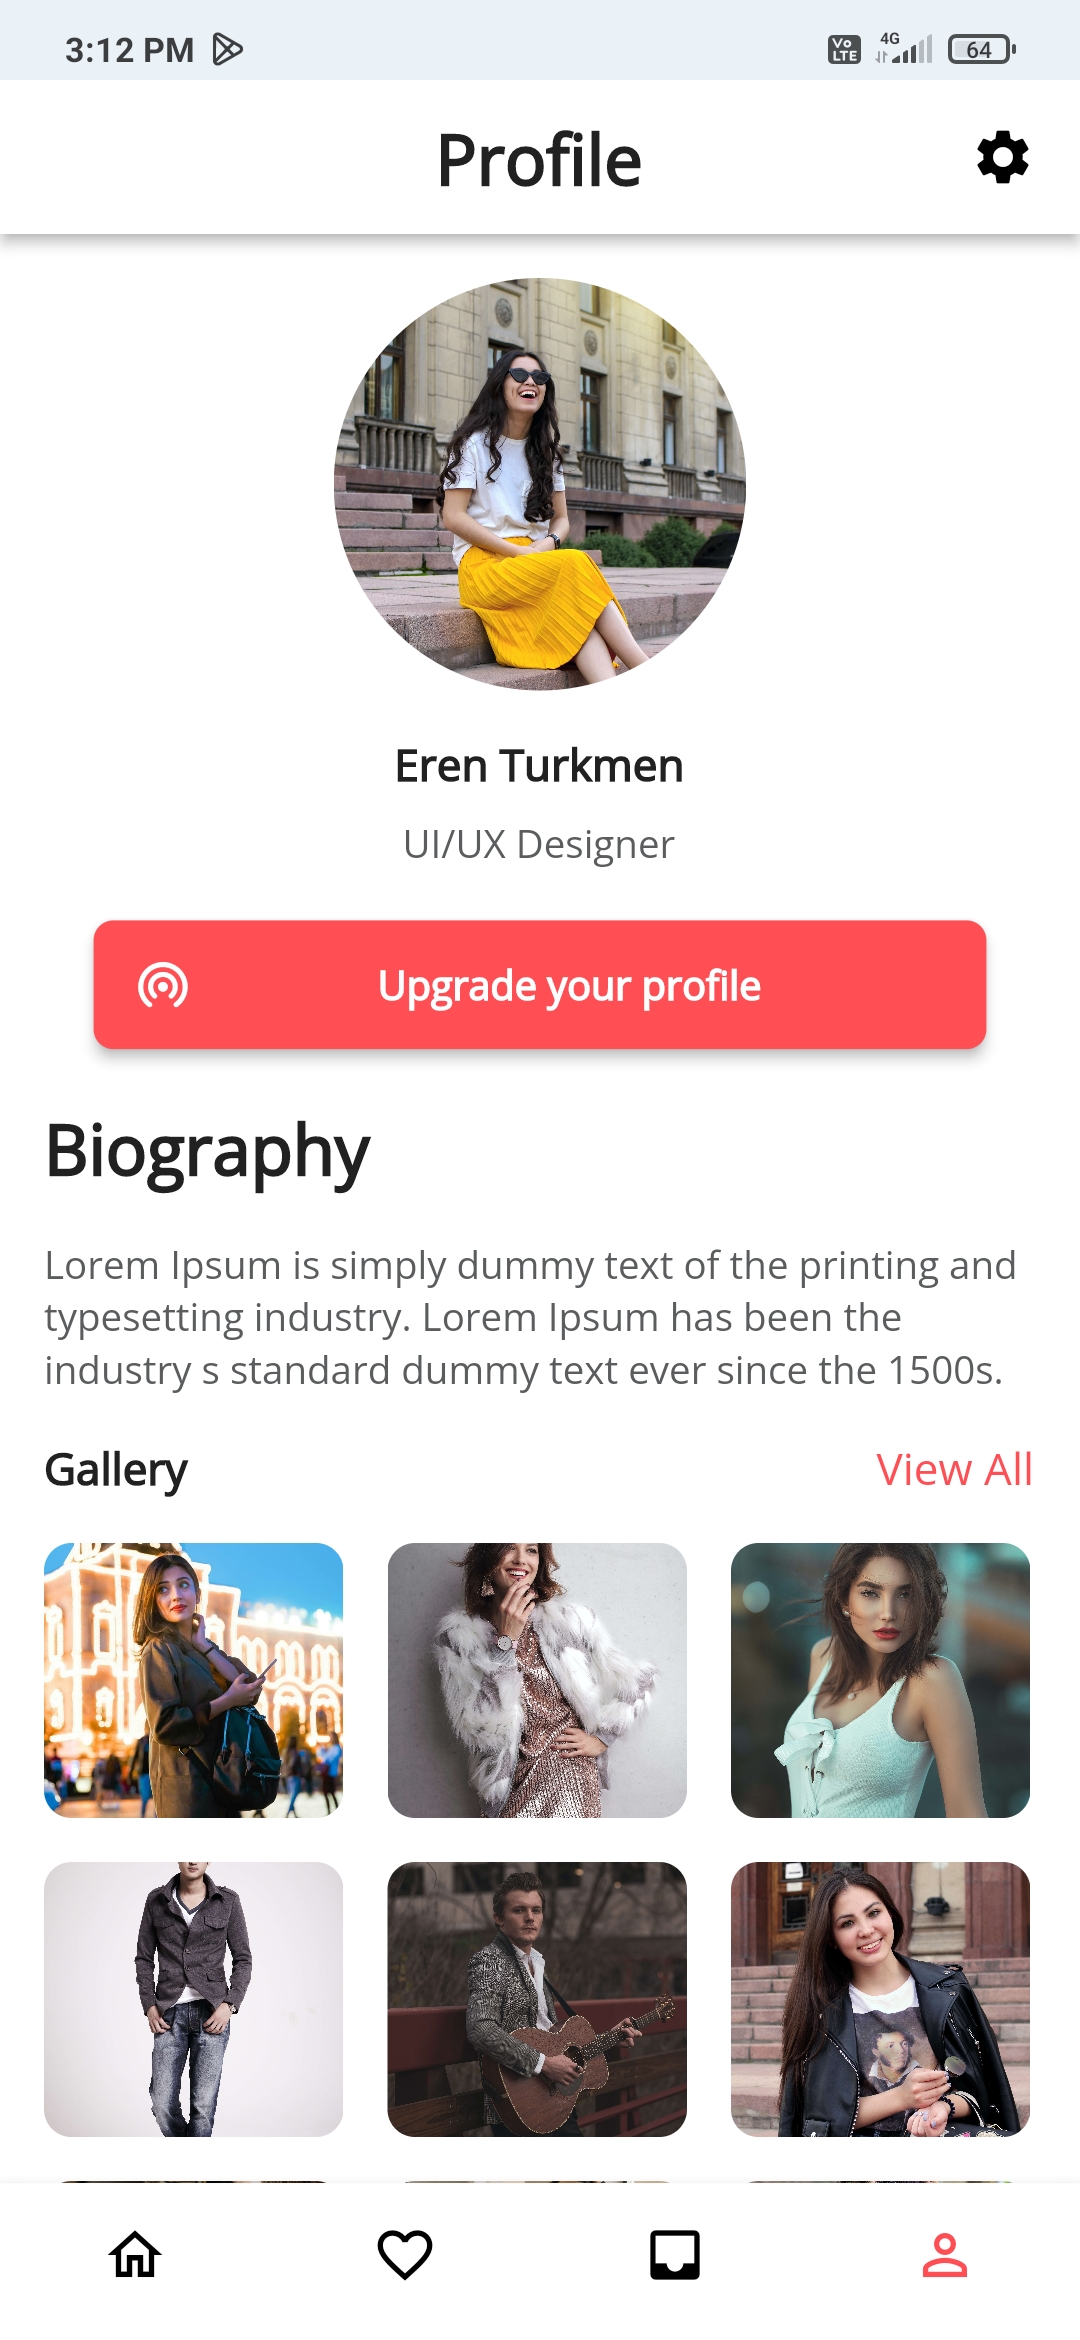 3:12 PM
Vo LTE 4G 64
Profile
Eren Turkmen
UI/UX Designer
Upgrade your profile
Biography
Lorem Ipsum is simply dummy text of the printing and
typesetting industry. Lorem Ipsum has been the
industry s standard dummy text ever since the 1500s.
Gallery
View All